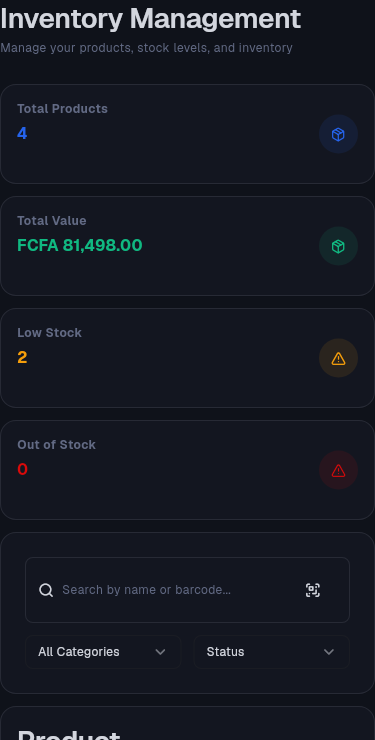 Inventory Management
Manage your products, stock levels, and inventory
Total Products
4
Total Value
FCFA 81,498.00
Low Stock
2
Out of Stock
0
Search by name or barcode...
All Categories
Status
Product